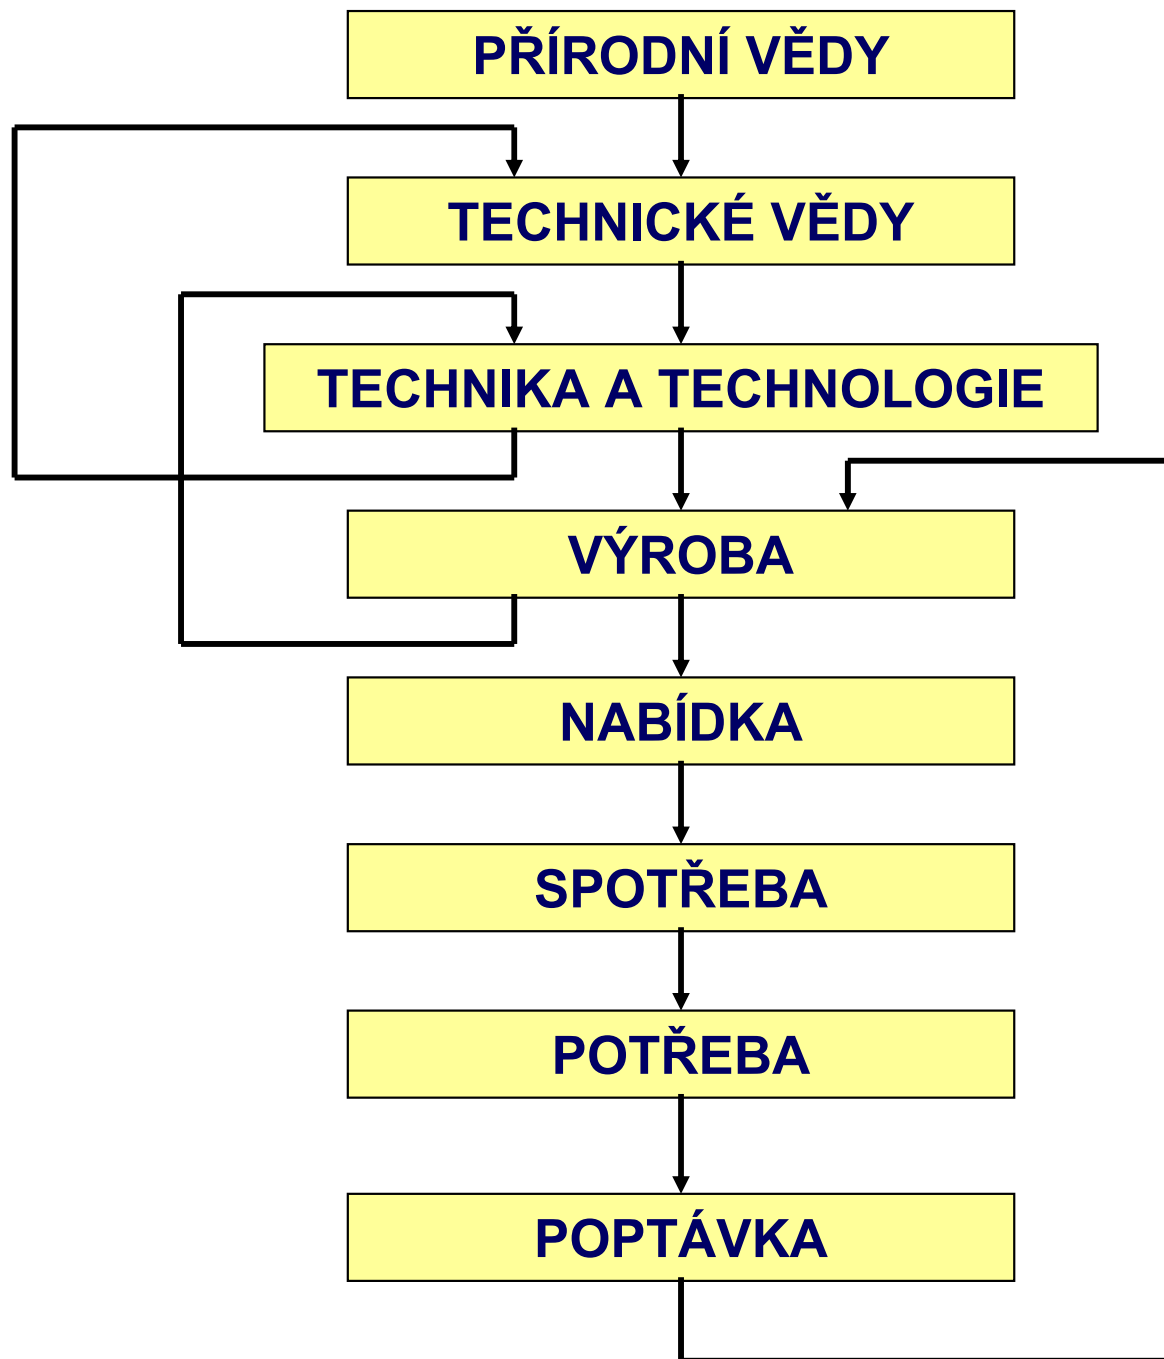 PŘÍRODNÍ VĚDY
TECHNICKÉ VĚDY
TECHNIKA A TECHNOLOGIE
VÝROBA
NABÍDKA
SPOTŘEBA
POTŘEBA
POPTÁVKA